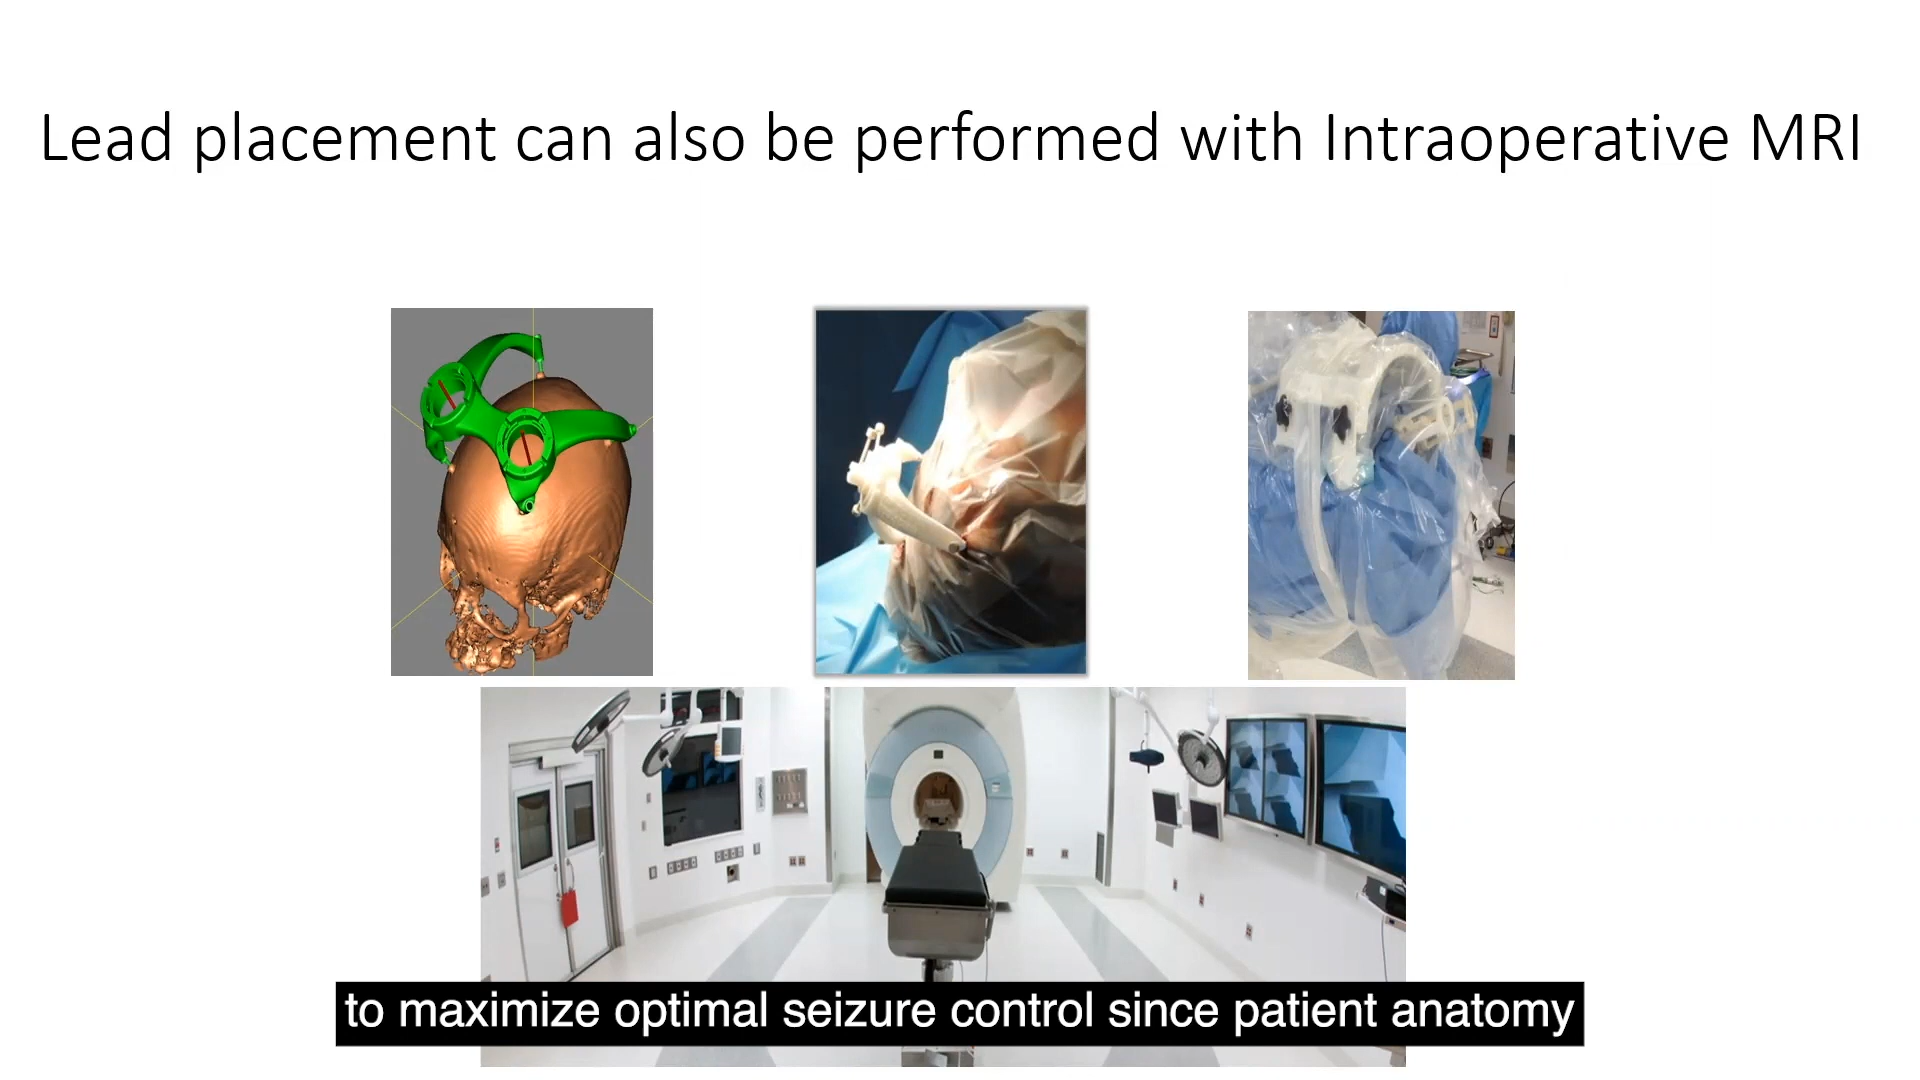 Lead placement can also be performed with Intraoperative MRI
to maximize optimal seizure control since patient anatomy